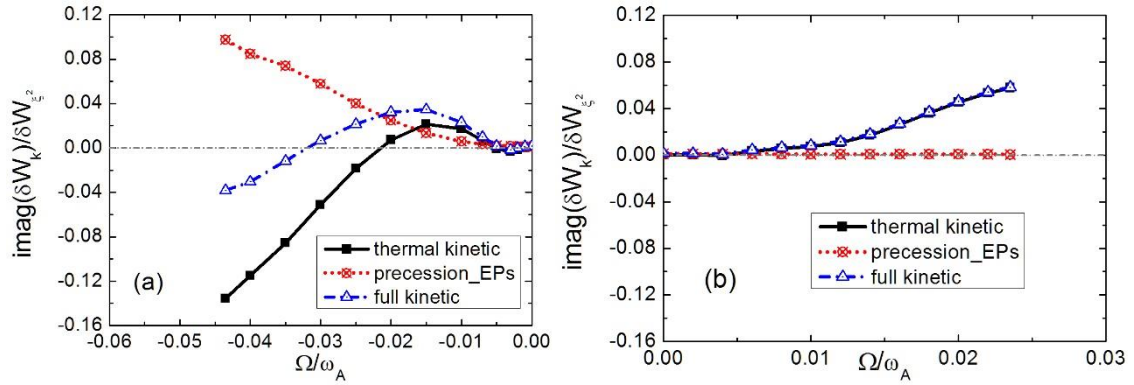 imag(δW_k)/δW_ξ²
0.12
0.08
0.04
0.00
-0.04
-0.08
-0.12
-0.16
(a)
thermal kinetic
precession_EPs
full kinetic
-0.06 -0.05 -0.04 -0.03 -0.02 -0.01 0.00
Ω/ω_A
imag(δW_k)/δW_ξ²
0.12
0.08
0.04
0.00
-0.04
-0.08
-0.12
-0.16
(b)
thermal kinetic
precession_EPs
full kinetic
0.00 0.01 0.02 0.03
Ω/ω_A